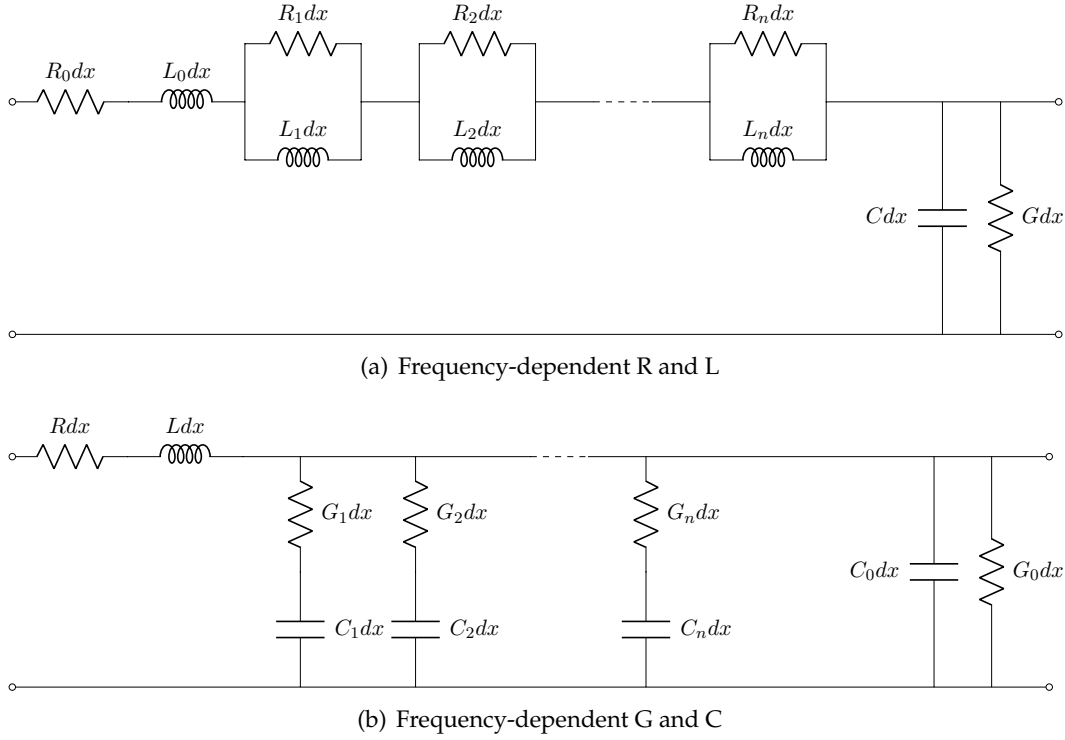 R₁dx R₂dx Rₙdx
R₀dx L₀dx
L₁dx L₂dx Lₙdx
Cdx Gdx
(a) Frequency-dependent R and L
Rdx Ldx
G₁dx G₂dx Gₙdx
C₀dx G₀dx
C₁dx C₂dx Cₙdx
(b) Frequency-dependent G and C